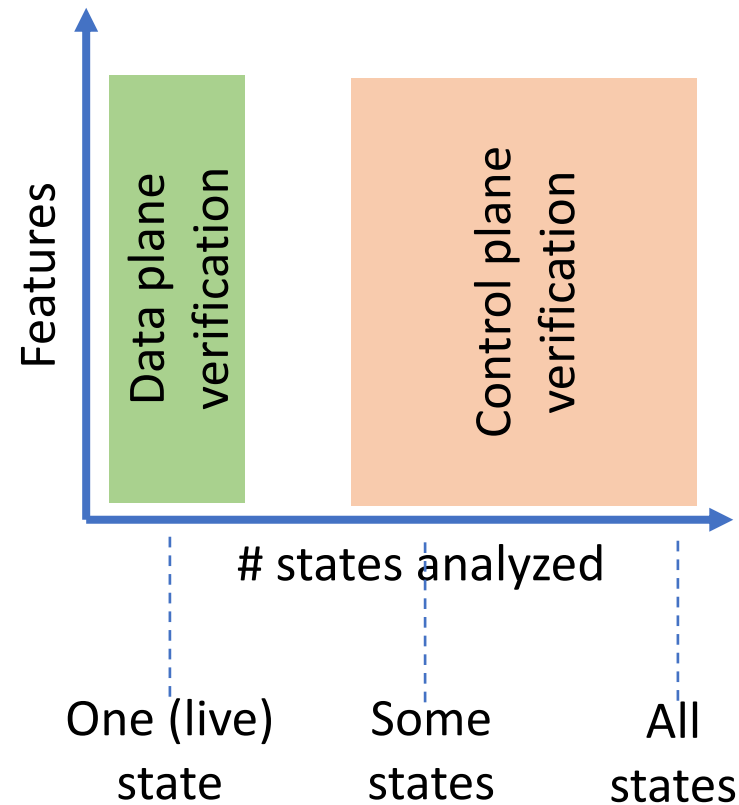 Features
Data plane
verification
Control plane
verification
# states analyzed
One (live)
state
Some
states
All
states